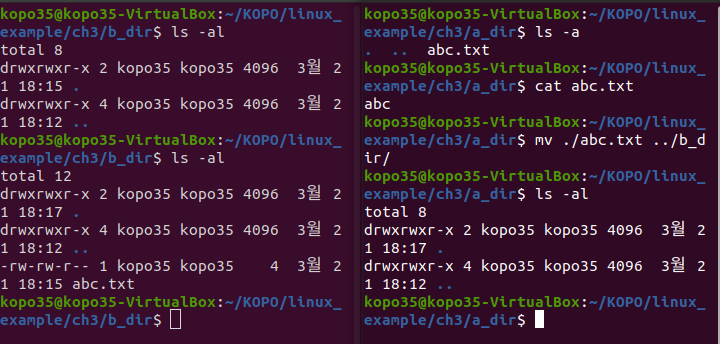 kopo35@kopo35-VirtualBox:~/KOPO/linux_
example/ch3/b_dir$ ls -al
total 8
drwxrwxr-x 2 kopo35 kopo35 4096  3월 2
1 18:15 .
drwxrwxr-x 4 kopo35 kopo35 4096  3월 2
1 18:12 ..
kopo35@kopo35-VirtualBox:~/KOPO/linux_
example/ch3/b_dir$ ls -al
total 12
drwxrwxr-x 2 kopo35 kopo35 4096  3월 2
1 18:17 .
drwxrwxr-x 4 kopo35 kopo35 4096  3월 2
1 18:12 ..
-rw-rw-r-- 1 kopo35 kopo35    4  3월 2
1 18:15 abc.txt
kopo35@kopo35-VirtualBox:~/KOPO/linux_
example/ch3/b_dir$
kopo35@kopo35-VirtualBox:~/KOPO/linux_
example/ch3/a_dir$ ls -a
.  ..  abc.txt
kopo35@kopo35-VirtualBox:~/KOPO/linux_
example/ch3/a_dir$ cat abc.txt
abc
kopo35@kopo35-VirtualBox:~/KOPO/linux_
example/ch3/a_dir$ mv ./abc.txt ../b_d
ir/
kopo35@kopo35-VirtualBox:~/KOPO/linux_
example/ch3/a_dir$ ls -al
total 8
drwxrwxr-x 2 kopo35 kopo35 4096  3월 2
1 18:17 .
drwxrwxr-x 4 kopo35 kopo35 4096  3월 2
1 18:12 ..
kopo35@kopo35-VirtualBox:~/KOPO/linux_
example/ch3/a_dir$